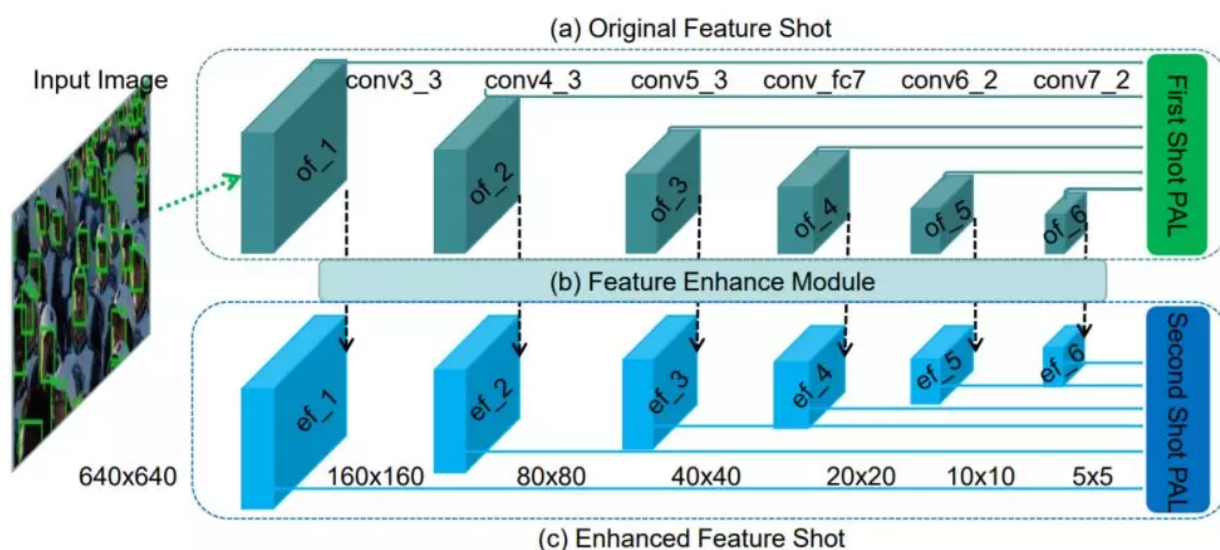 (a) Original Feature Shot
Input Image
conv3_3
conv4_3
conv5_3
conv_fc7
conv6_2
conv7_2
of_1
of_2
of_3
of_4
of_5
of_6
First Shot PAL
(b) Feature Enhance Module
ef_1
ef_2
ef_3
ef_4
ef_5
ef_6
Second Shot PAL
640x640
160x160
80x80
40x40
20x20
10x10
5x5
(c) Enhanced Feature Shot